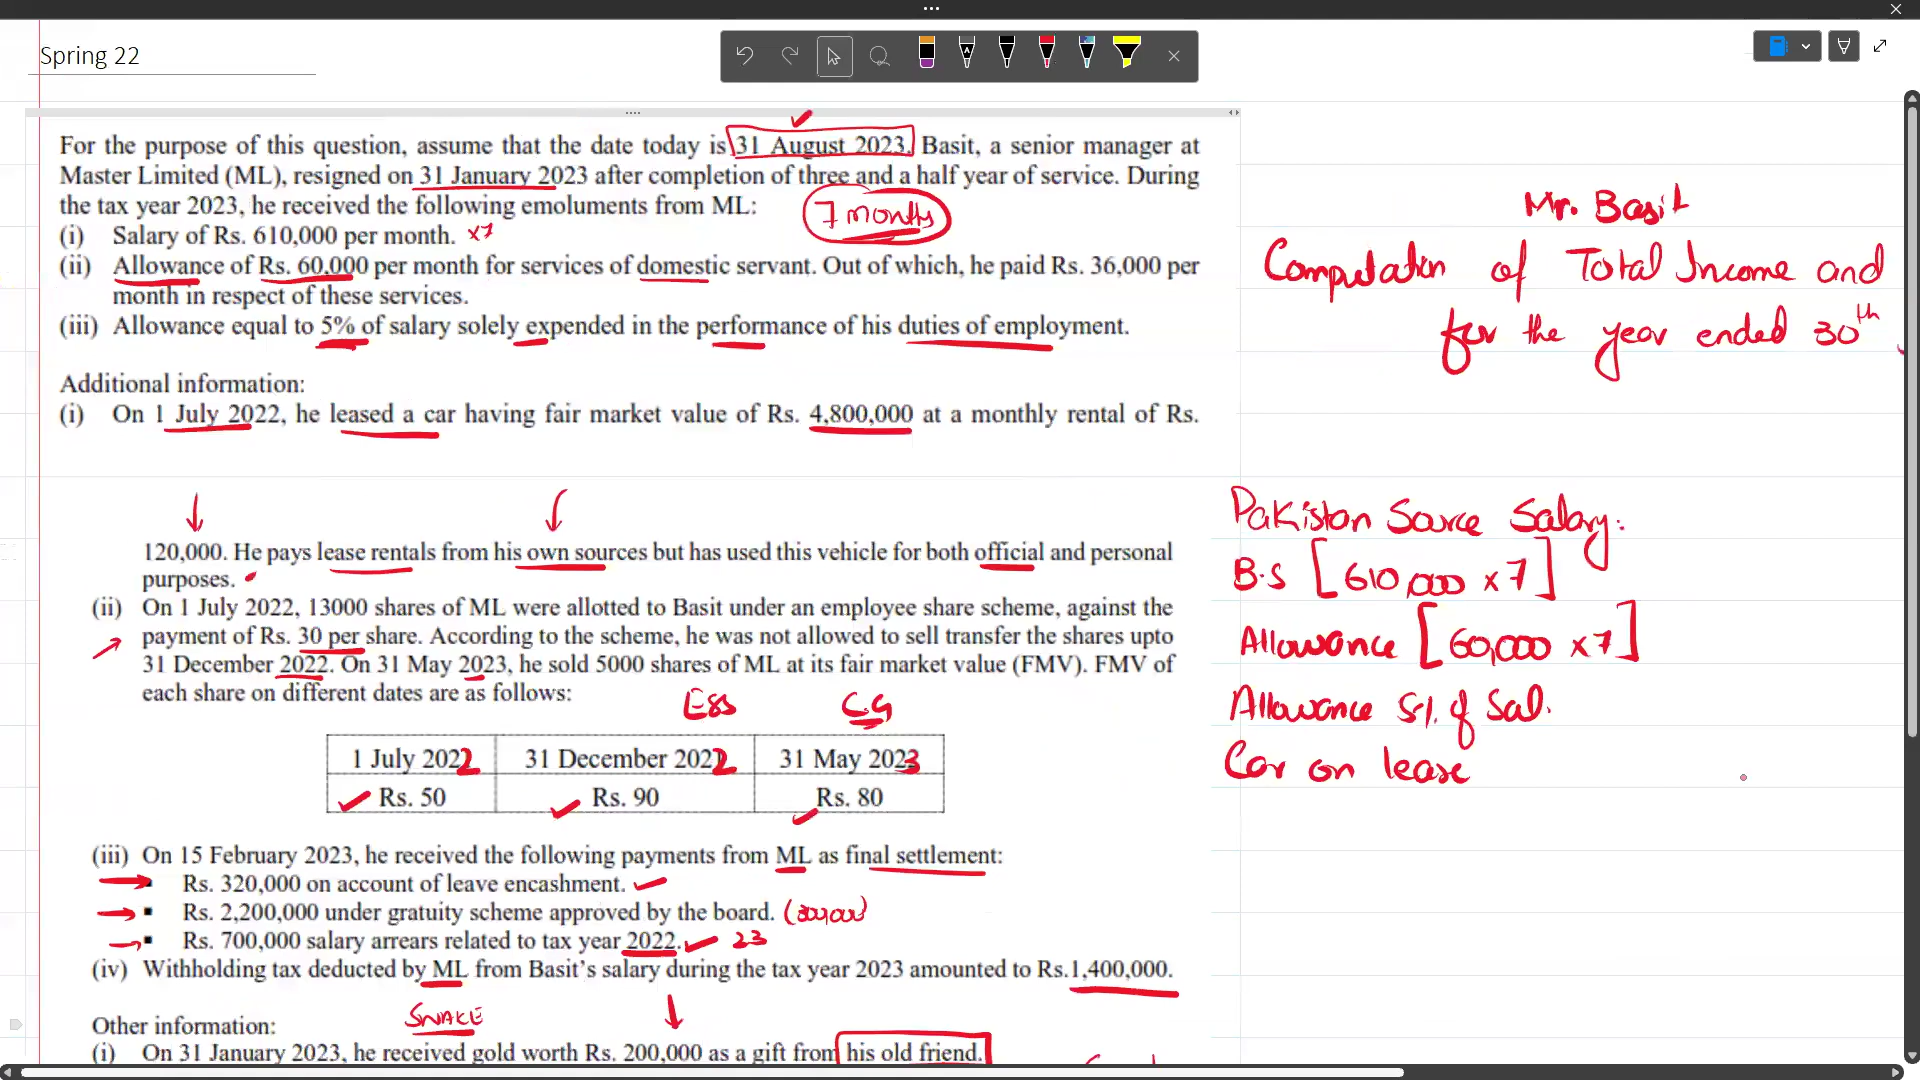 Spring 22
For the purpose of this question, assume that the date today is 31 August 2023. Basit, a senior manager at
Master Limited (ML), resigned on 31 January 2023 after completion of three and a half year of service. During
the tax year 2023, he received the following emoluments from ML:
7 months
(i) Salary of Rs. 610,000 per month. x7
(ii) Allowance of Rs. 60,000 per month for services of domestic servant. Out of which, he paid Rs. 36,000 per
month in respect of these services.
(iii) Allowance equal to 5% of salary solely expended in the performance of his duties of employment.
Additional information:
(i) On 1 July 2022, he leased a car having fair market value of Rs. 4,800,000 at a monthly rental of Rs.
120,000. He pays lease rentals from his own sources but has used this vehicle for both official and personal
purposes.
(ii) On 1 July 2022, 13000 shares of ML were allotted to Basit under an employee share scheme, against the
payment of Rs. 30 per share. According to the scheme, he was not allowed to sell transfer the shares upto
31 December 2022. On 31 May 2023, he sold 5000 shares of ML at its fair market value (FMV). FMV of
each share on different dates are as follows:
ESS C.G
1 July 2022 31 December 2022 31 May 2023
Rs. 50 Rs. 90 Rs. 80
(iii) On 15 February 2023, he received the following payments from ML as final settlement:
▪ Rs. 320,000 on account of leave encashment.
▪ Rs. 2,200,000 under gratuity scheme approved by the board. (300,000)
▪ Rs. 700,000 salary arrears related to tax year 2022. 23
(iv) Withholding tax deducted by ML from Basit's salary during the tax year 2023 amounted to Rs.1,400,000.
Other information:
(i) On 31 January 2023, he received gold worth Rs. 200,000 as a gift from his old friend.
Mr. Basit
Computation of Total Income and
for the year ended 30th
Pakistan Source Salary:
B.S [610,000 x7]
Allowance [60,000 x7]
Allowance 5% of Sal.
Car on lease